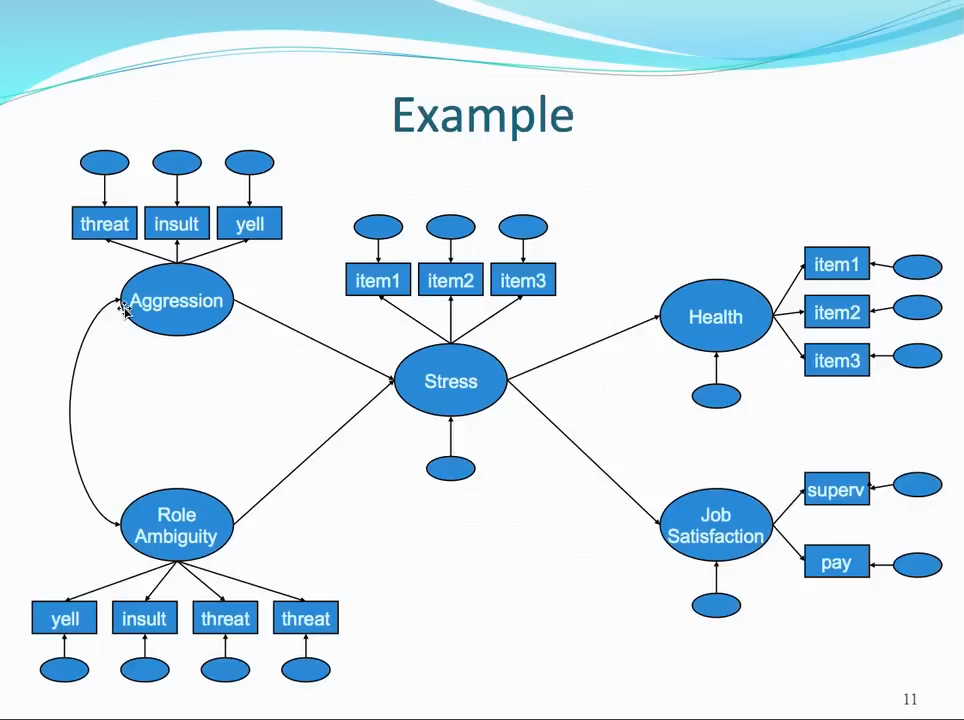 Example
threat insult yell
Aggression
item1 item2 item3
Stress
Health
item1
item2
item3
Role
Ambiguity
yell insult threat threat
Job
Satisfaction
superv
pay
11